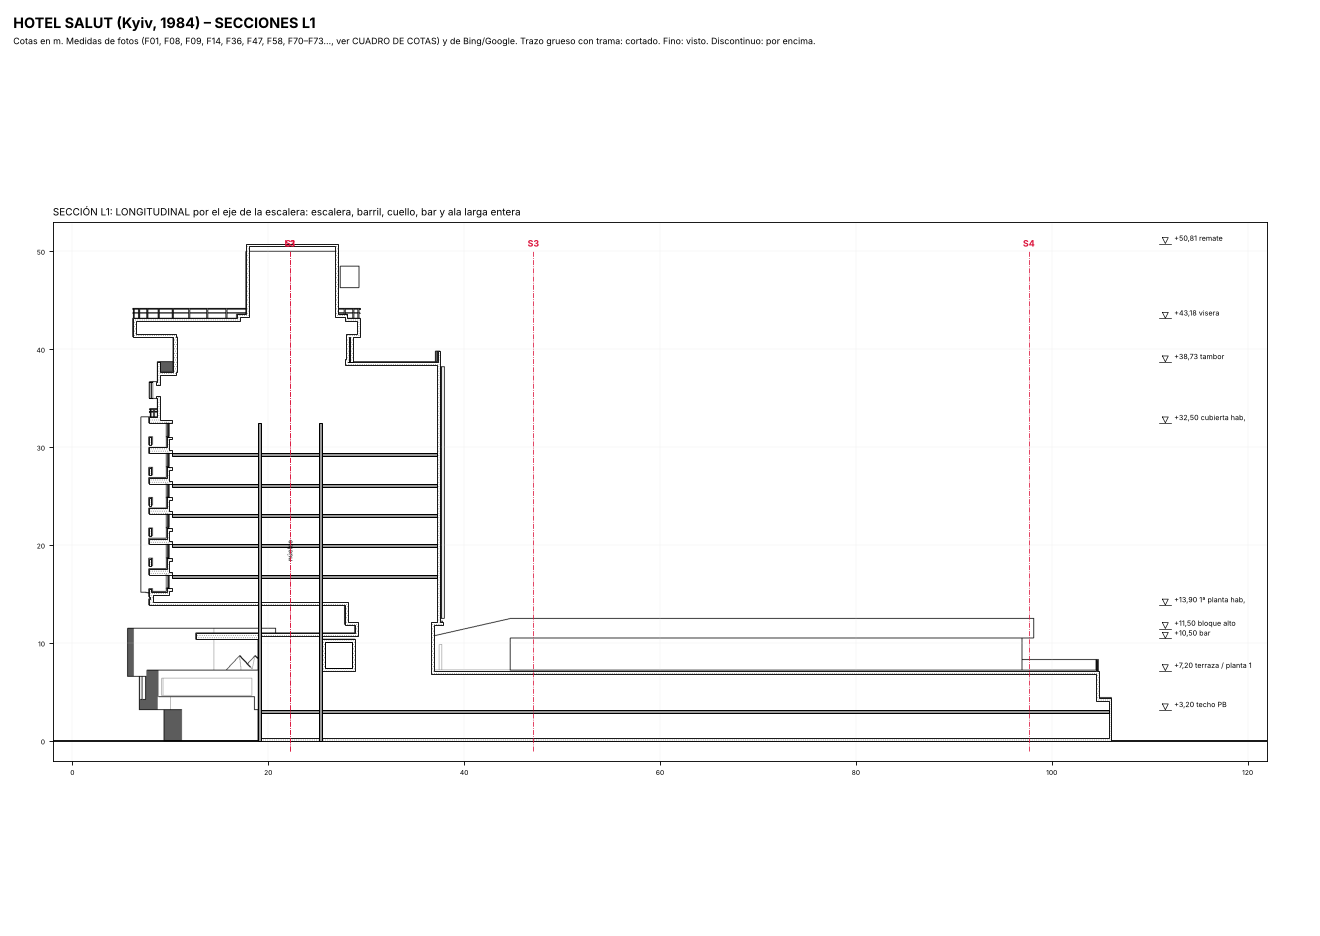 HOTEL SALUT (Kyiv, 1984) – SECCIONES L1
Cotas en m. Medidas de fotos (F01, F08, F09, F14, F36, F47, F58, F70–F73..., ver CUADRO DE COTAS) y de Bing/Google. Trazo grueso con trama: cortado. Fino: visto. Discontinuo: por encima.
SECCIÓN L1: LONGITUDINAL por el eje de la escalera: escalera, barril, cuello, bar y ala larga entera
S3
S4
+50,81 remate
+43,18 visera
+38,73 tambor
+32,50 cubierta hab,
+13,90 1ª planta hab,
+11,50 bloque alto
+10,50 bar
+7,20 terraza / planta 1
+3,20 techo PB
50
40
30
20
10
0
0
20
40
60
80
100
120